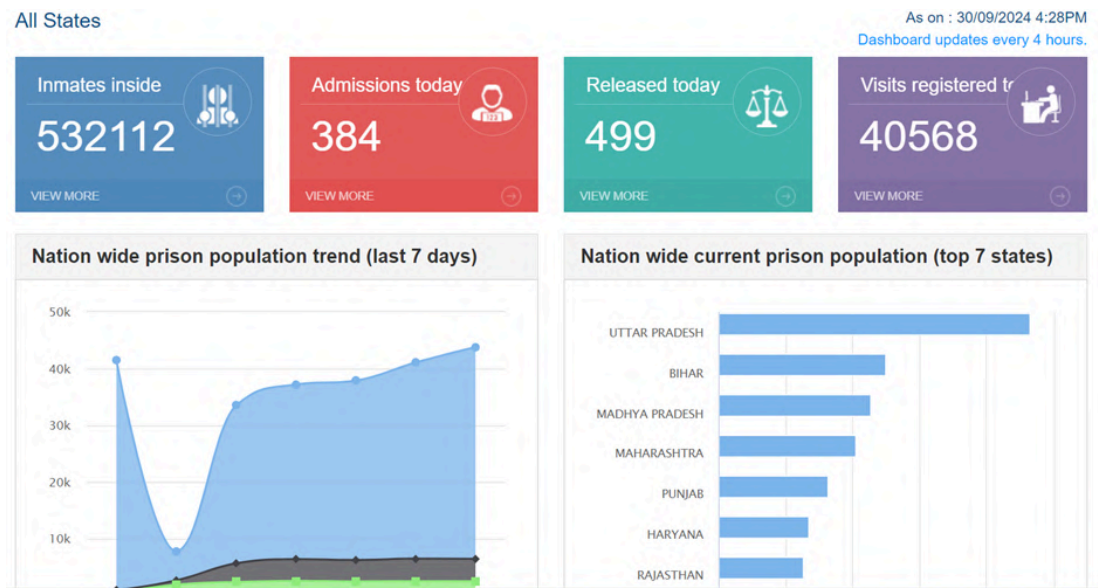 All States
As on : 30/09/2024 4:28PM
Dashboard updates every 4 hours.
Inmates inside
532112
VIEW MORE
Admissions today
384
VIEW MORE
Released today
499
VIEW MORE
Visits registered
40568
VIEW MORE
Nation wide prison population trend (last 7 days)
50k
40k
30k
20k
10k
Nation wide current prison population (top 7 states)
UTTAR PRADESH
BIHAR
MADHYA PRADESH
MAHARASHTRA
PUNJAB
HARYANA
RAJASTHAN